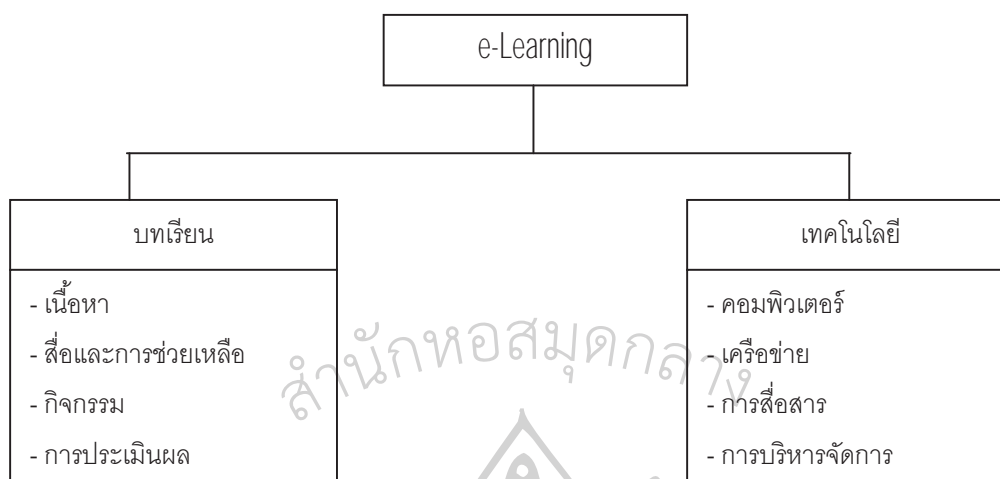 e-Learning
บทเรียน
- เนื้อหา
- สื่อและการช่วยเหลือ
- กิจกรรม
- การประเมินผล
เทคโนโลยี
- คอมพิวเตอร์
- เครือข่าย
- การสื่อสาร
- การบริหารจัดการ
สำนักหอสมุดกลาง